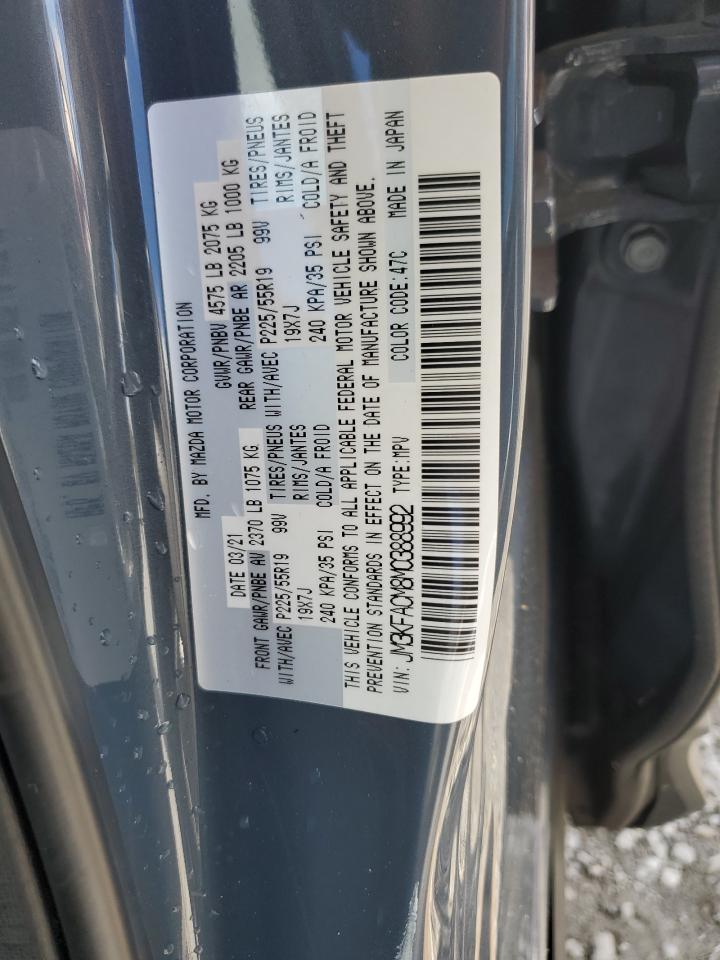 MFD. BY MAZDA MOTOR CORPORATION
DATE 03/21 GVWR/PNBV 4575 LB 2075 KG
FRONT GAWR/PNBE AV 2370 LB 1075 KG REAR GAWR/PNBE AR 2205 LB 1000 KG
WITH/AVEC P225/55R19 99V TIRES/PNEUS WITH/AVEC P225/55R19 99V TIRES/PNEUS
19X7J RIMS/JANTES 19X7J RIMS/JANTES
240 KPA/35 PSI COLD/A FROID 240 KPA/35 PSI COLD/A FROID
THIS VEHICLE CONFORMS TO ALL APPLICABLE FEDERAL MOTOR VEHICLE SAFETY AND THEFT
PREVENTION STANDARDS IN EFFECT ON THE DATE OF MANUFACTURE SHOWN ABOVE.
VIN: JM3KFACM8M0388992 TYPE:MPV COLOR CODE:47C MADE IN JAPAN